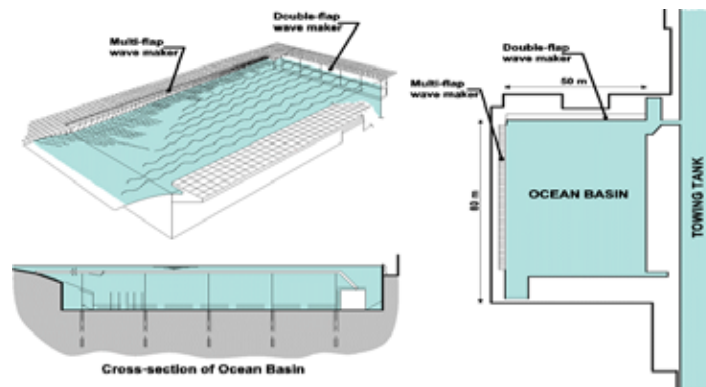 Double-flap
wave maker
Multi-flap
wave maker
Double-flap
wave maker
50 m
Multi-flap
wave maker
80 m
OCEAN BASIN
TOWING TANK
Cross-section of Ocean Basin